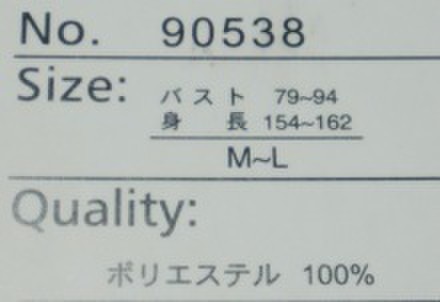 No. 90538
Size: バスト 79~94
身長 154~162
M~L
Quality:
ポリエステル 100%